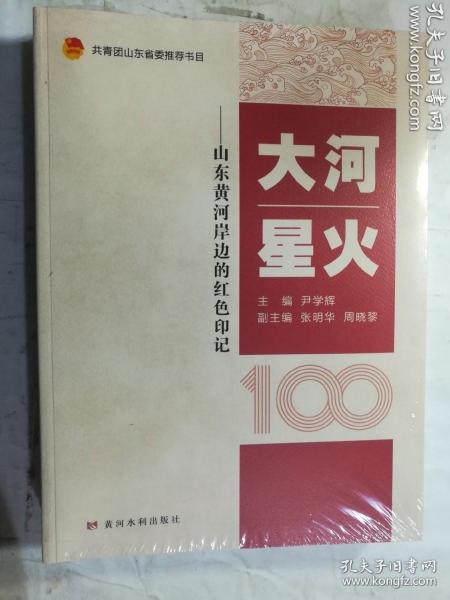 共青团山东省委推荐书目
大河
星火
——山东黄河岸边的红色印记
主 编 尹学辉
副主编 张明华 周晓黎
100
黄河水利出版社
孔夫子旧书网
www.kongfz.com
孔夫子旧书网
www.kongfz.com